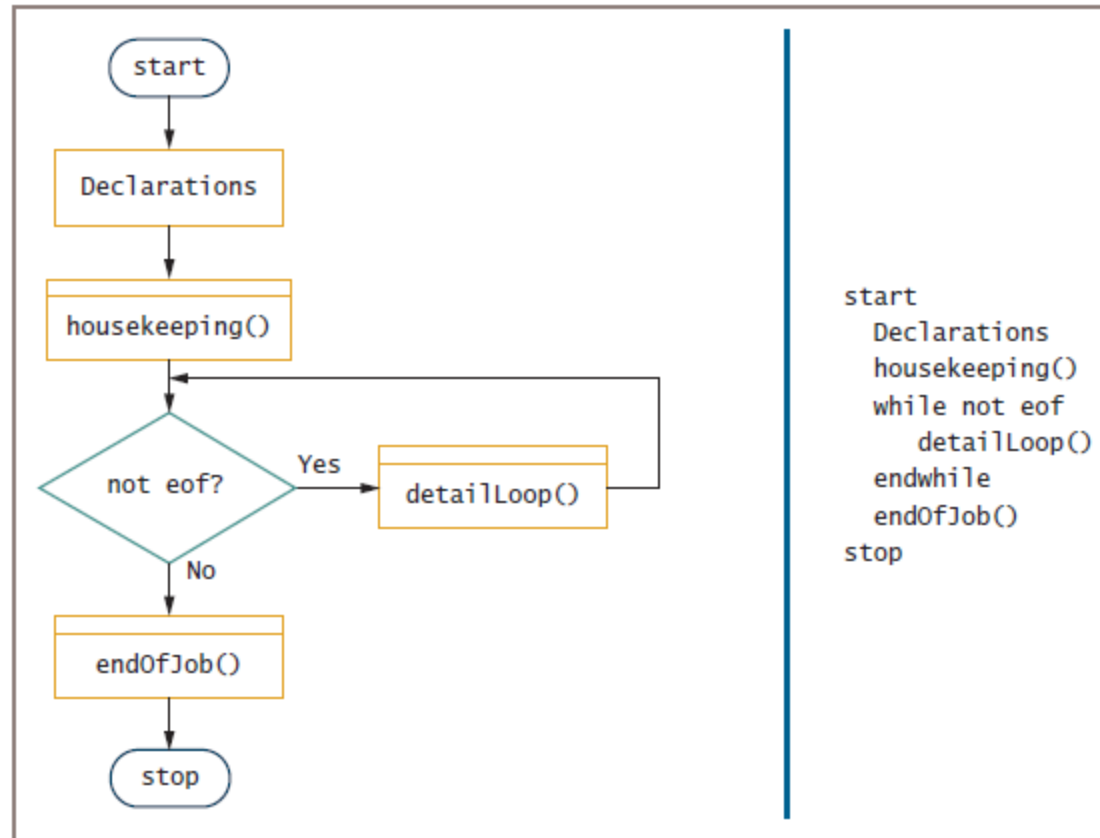 start
Declarations
housekeeping()
not eof?
Yes
detailLoop()
No
endOfJob()
stop
start
Declarations
housekeeping()
while not eof
detailLoop()
endwhile
endOfJob()
stop